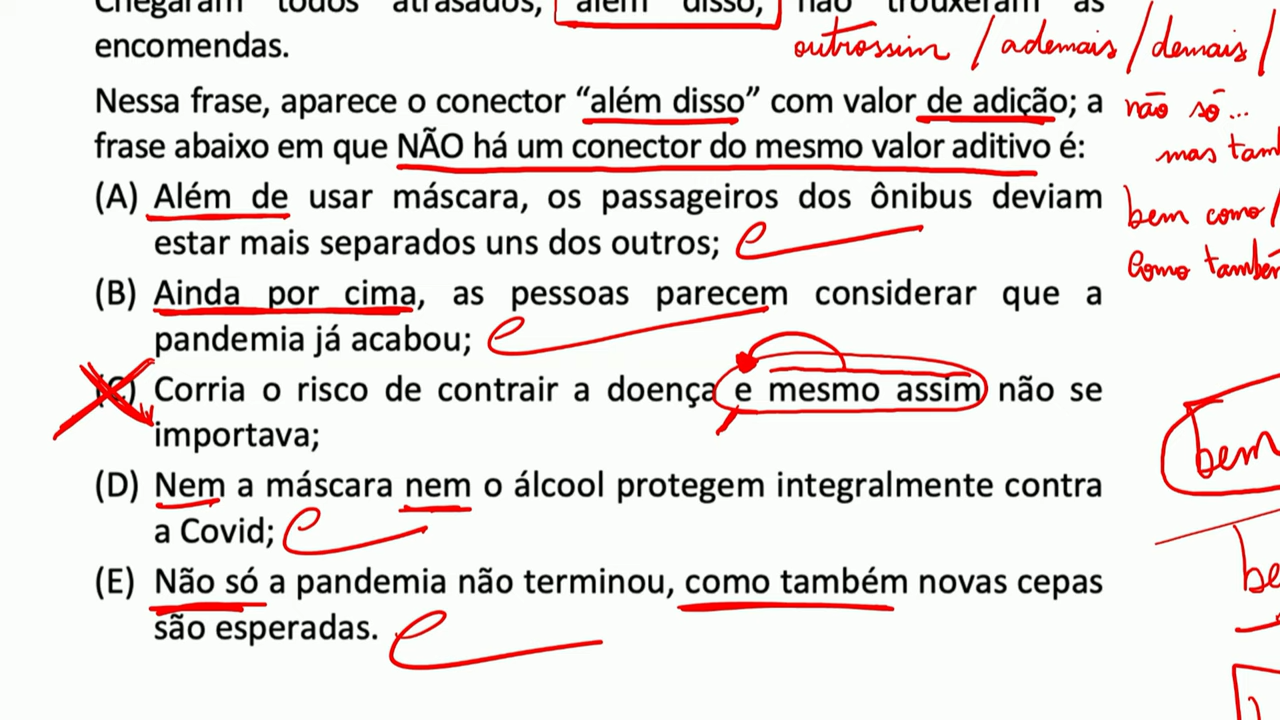 Chegaram todos atrasados, além disso, não trouxeram as
encomendas.
outrossim / ademais / demais /
Nessa frase, aparece o conector “além disso” com valor de adição; a
não só...
frase abaixo em que NÃO há um conector do mesmo valor aditivo é:
mas tam
(A) Além de usar máscara, os passageiros dos ônibus deviam
bem como /
estar mais separados uns dos outros;
como também
(B) Ainda por cima, as pessoas parecem considerar que a
pandemia já acabou;
(C) Corria o risco de contrair a doença e mesmo assim não se
importava;
bem
(D) Nem a máscara nem o álcool protegem integralmente contra
a Covid;
be
(E) Não só a pandemia não terminou, como também novas cepas
são esperadas.